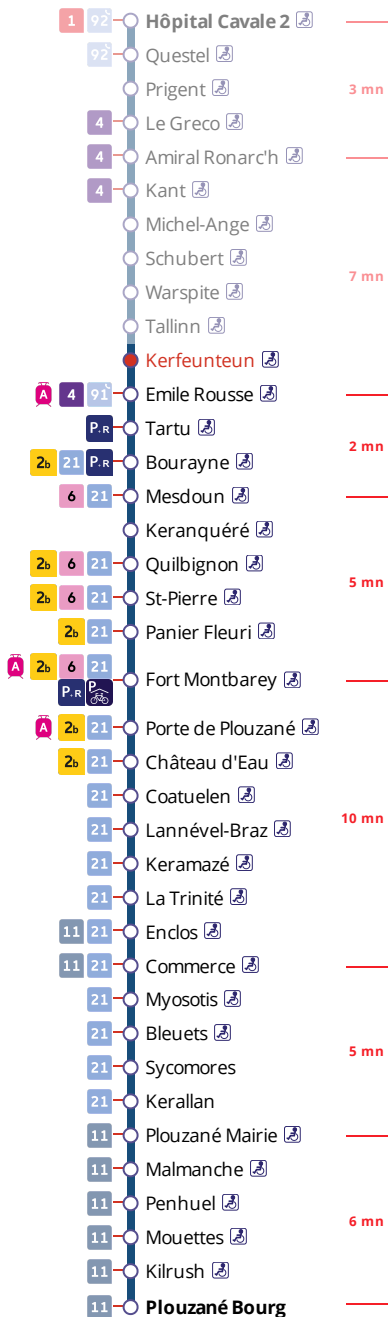 1 92 Hôpital Cavale 2
92 Questel
Prigent
3 mn
4 Le Greco
4 Amiral Ronarc'h
4 Kant
Michel-Ange
Schubert
7 mn
Warspite
Tallinn
Kerfeunteun
A 4 91 Emile Rousse
P+R Tartu
2 mn
2b 21 P+R Bourayne
6 21 Mesdoun
Keranquéré
2b 6 21 Quilbignon
5 mn
2b 6 21 St-Pierre
2b 21 Panier Fleuri
A 2b 6 21
P+R P Fort Montbarey
A 2b 21 Porte de Plouzané
2b 21 Château d'Eau
21 Coatuelen
10 mn
21 Lannével-Braz
21 Keramazé
21 La Trinité
11 21 Enclos
11 21 Commerce
21 Myosotis
21 Bleuets
5 mn
21 Sycomores
21 Kerallan
11 Plouzané Mairie
11 Malmanche
11 Penhuel
6 mn
11 Mouettes
11 Kilrush
11 Plouzané Bourg